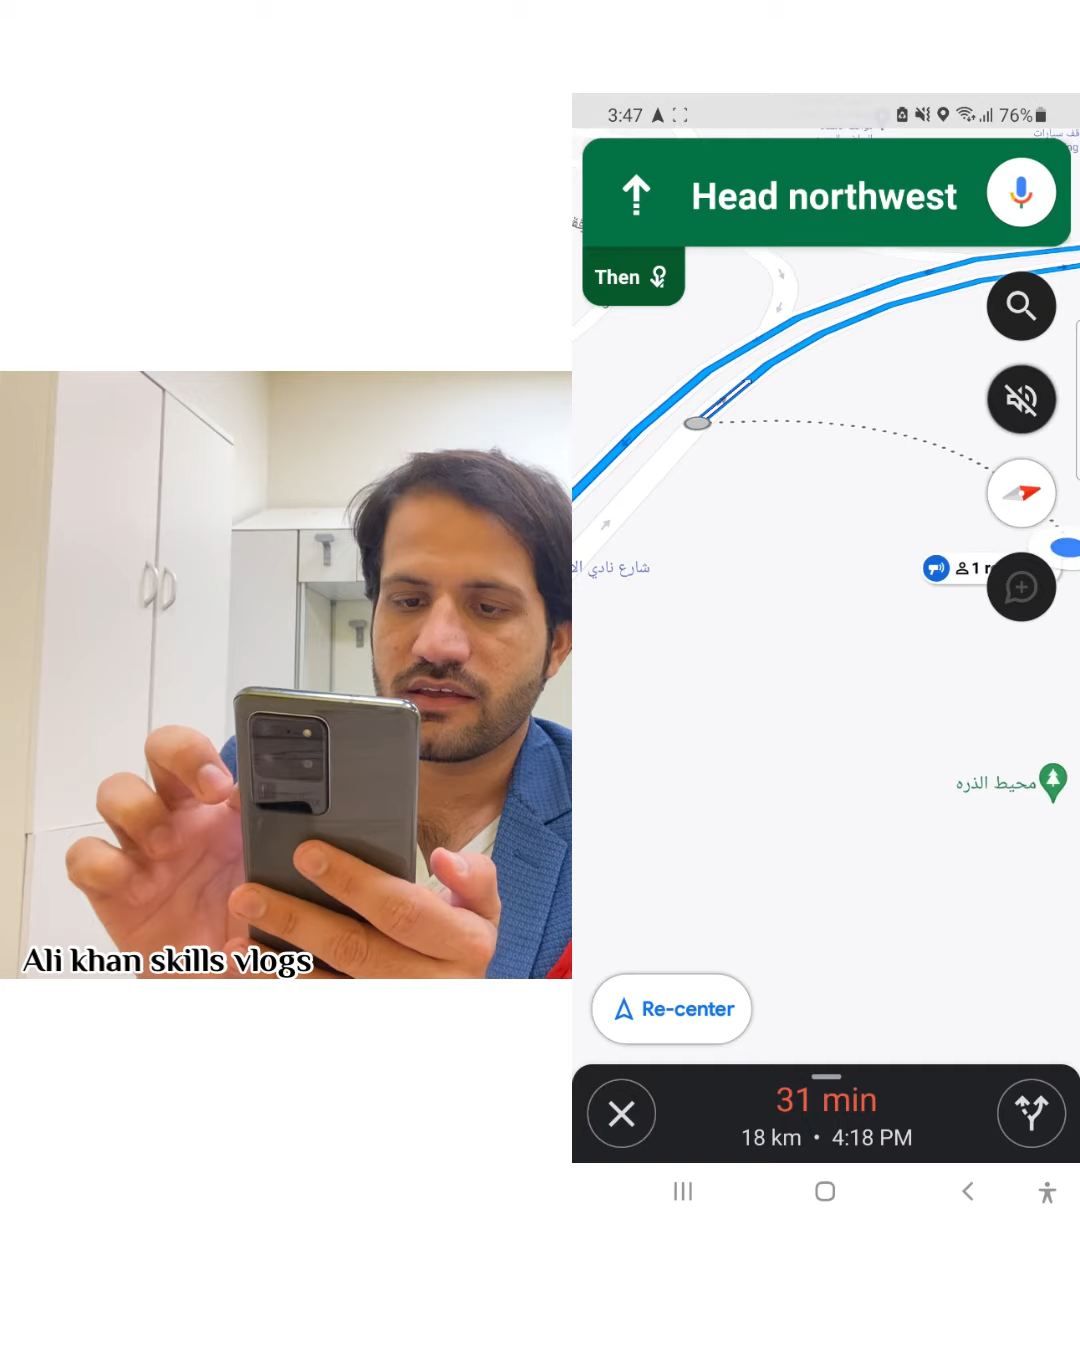 3:47
76%
Head northwest
Then
شارع نادي
1
محيط الذره
Ali khan skills vlogs
Re-center
31 min
18 km • 4:18 PM